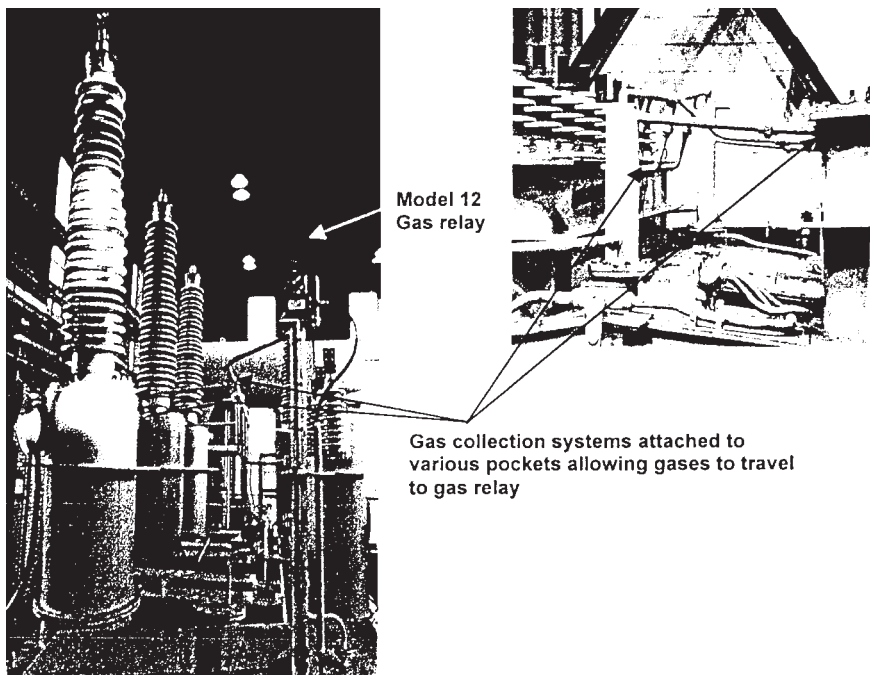 Model 12
Gas relay
Gas collection systems attached to
various pockets allowing gases to travel
to gas relay